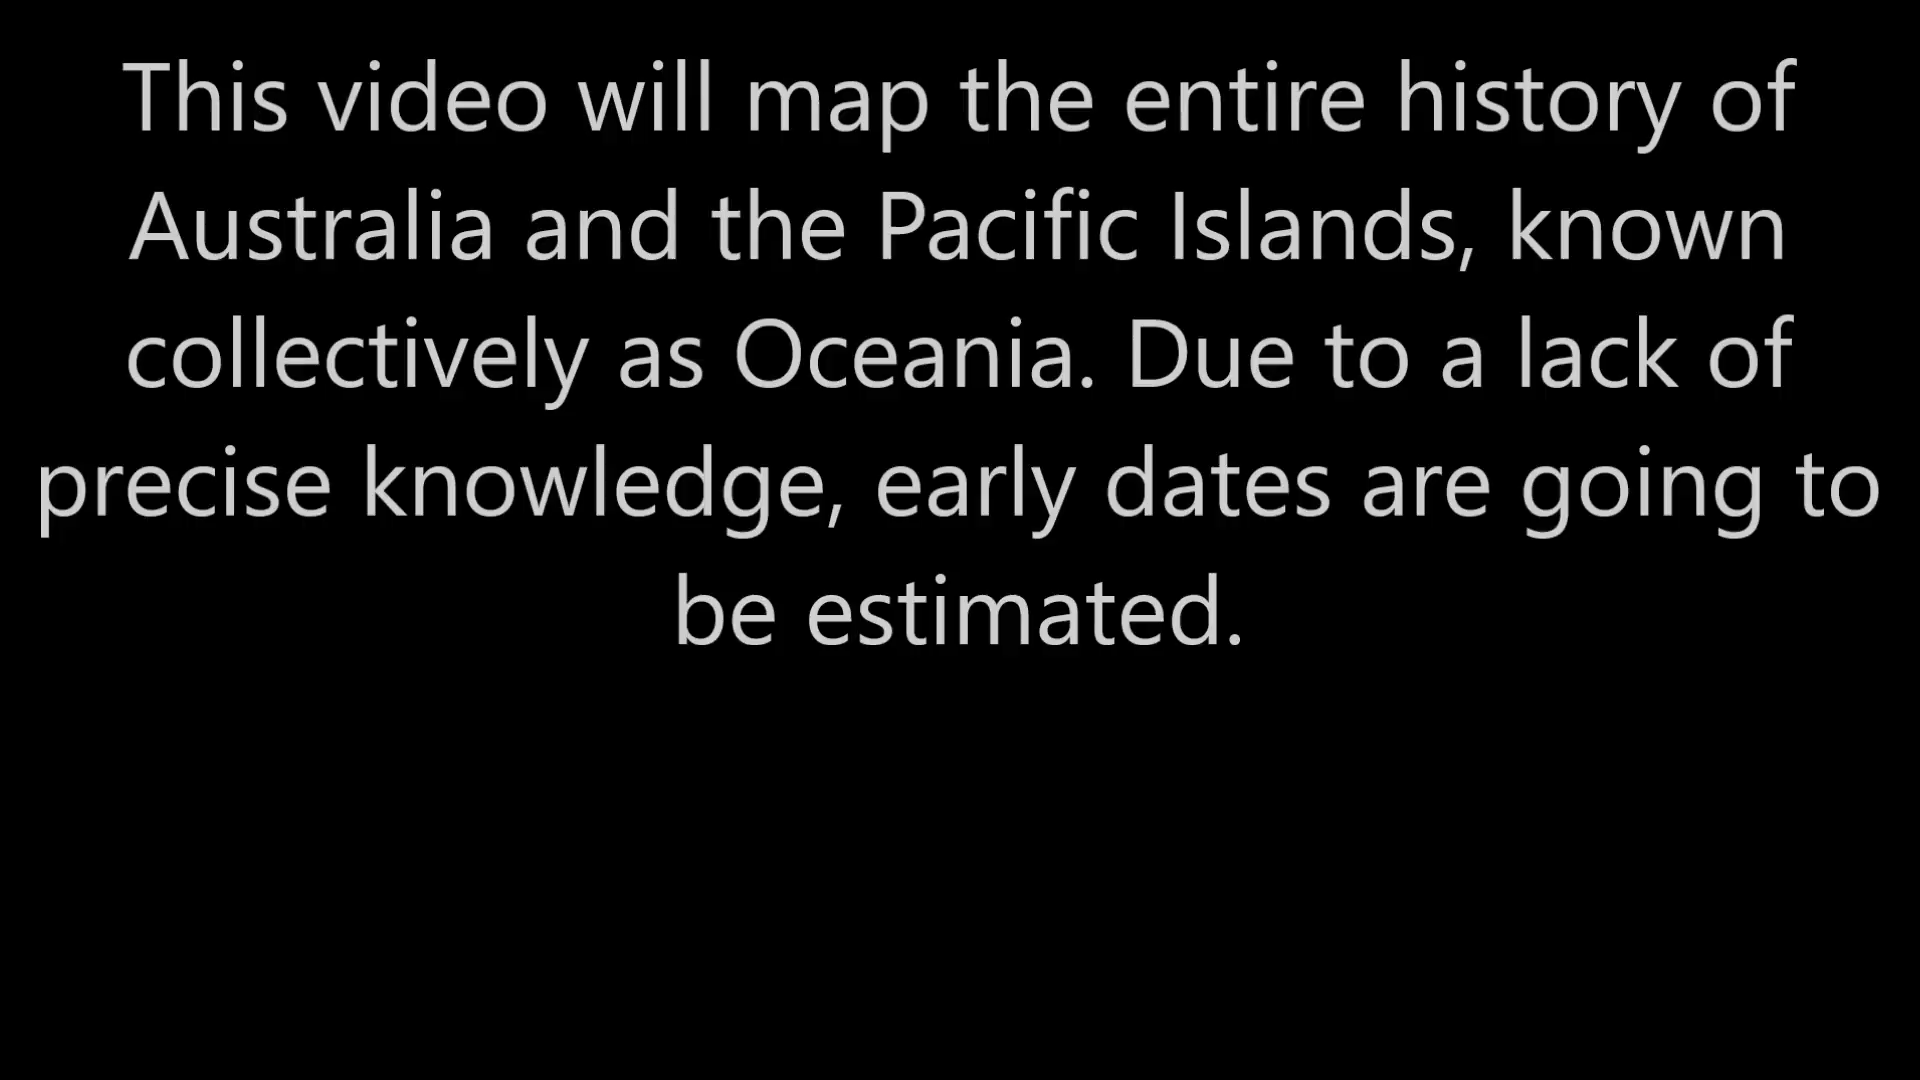 This video will map the entire history of
Australia and the Pacific Islands, known
collectively as Oceania. Due to a lack of
precise knowledge, early dates are going to
be estimated.